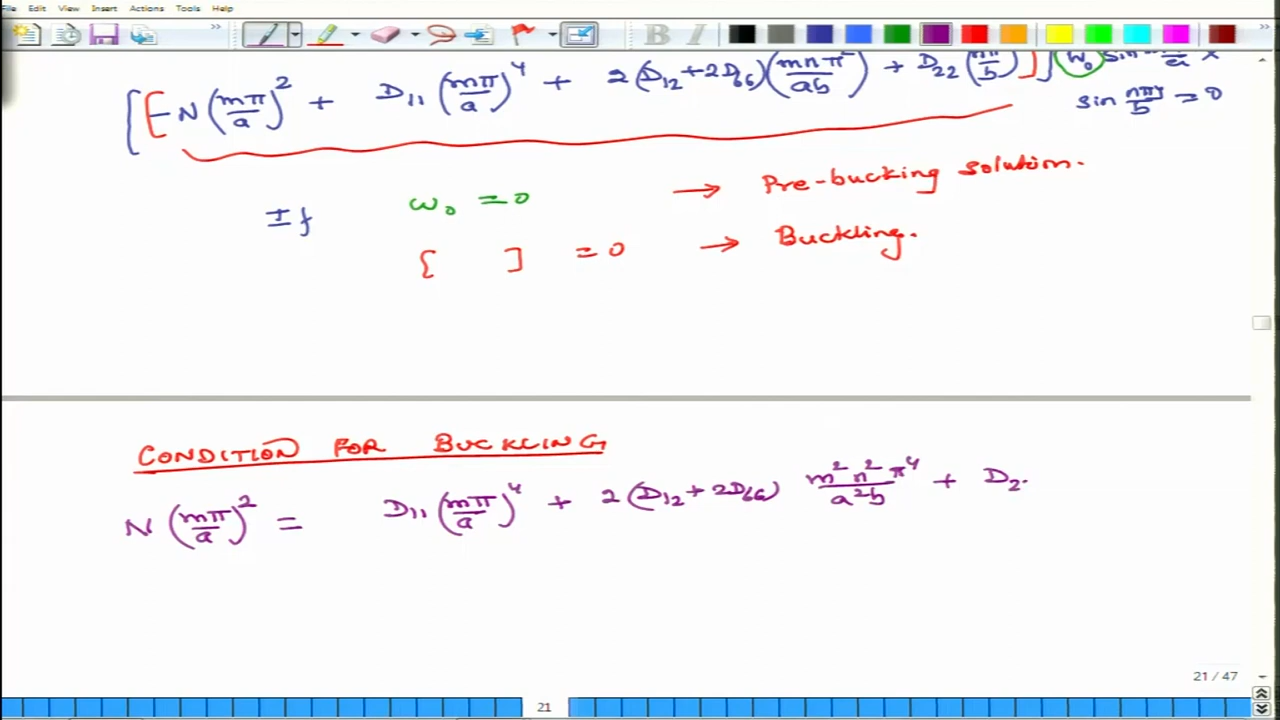 File Edit View Insert Actions Tools Help
[[-N(mπ/a)² + D₁₁(mπ/a)⁴ + 2(D₁₂+2D₆₆)(mnπ²/ab) + D₂₂(nπ/b)]] w₀ sin mπ/a x
sin nπy/b = 0
If w₀ = 0 → Pre-bucking solution.
{ ] = 0 → Buckling.
CONDITION FOR BUCKLING
N(mπ/a)² = D₁₁(mπ/a)⁴ + 2(D₁₂+2D₆₆) m²n²π⁴/a²b + D₂.
21 / 47
21